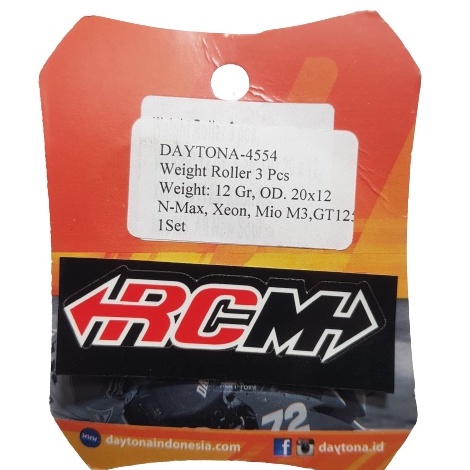 DAYTONA-4554
Weight Roller 3 Pcs
Weight: 12 Gr, OD. 20x12
N-Max, Xeon, Mio M3,GT125
1Set
RCM
72
www daytonaindonesia.com
daytona.id